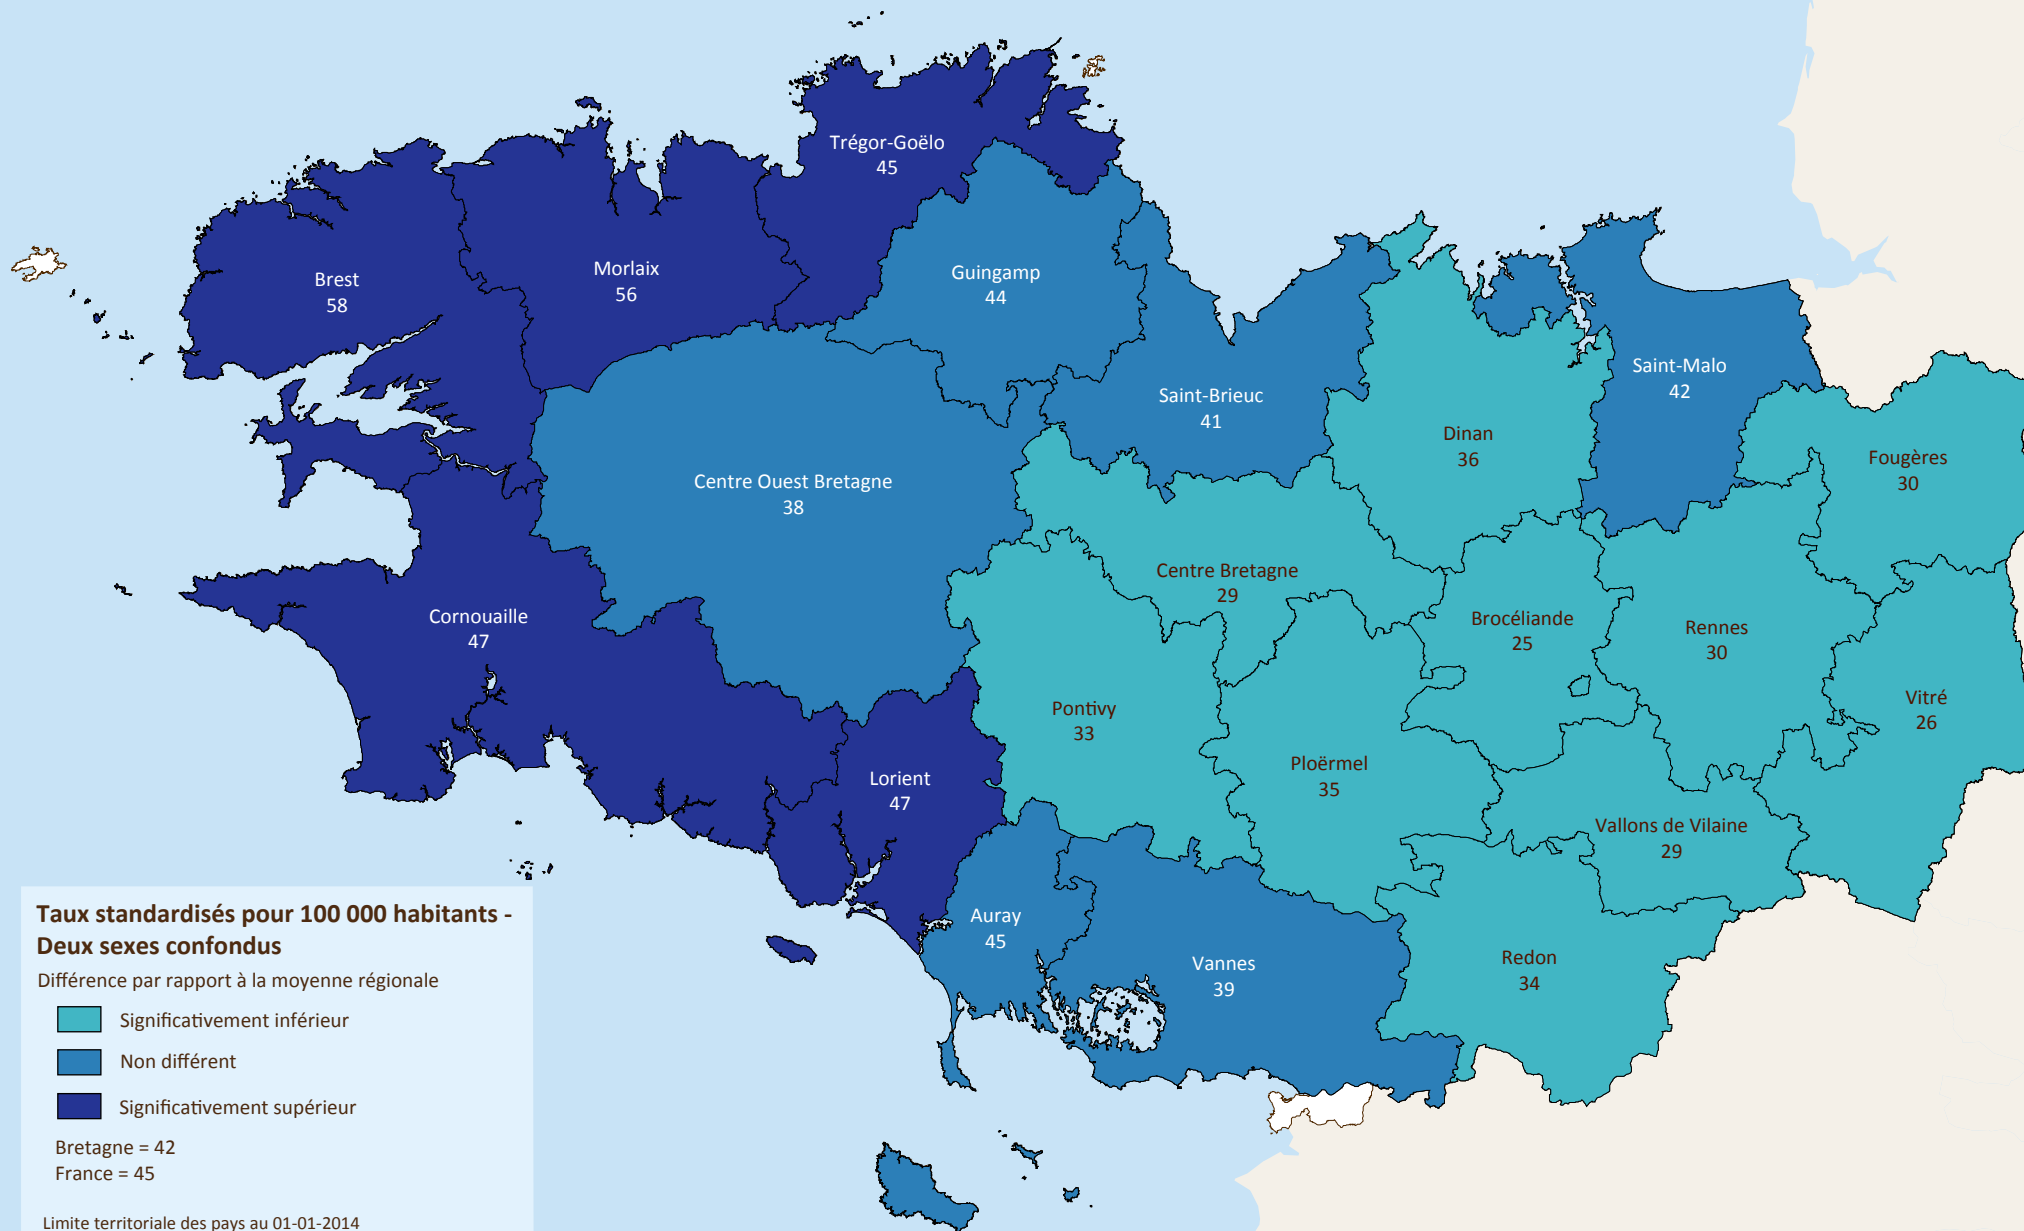 Trégor-Goëlo
45
Brest
58
Morlaix
56
Guingamp
44
Saint-Brieuc
41
Saint-Malo
42
Dinan
36
Fougères
30
Centre Ouest Bretagne
38
Centre Bretagne
29
Cornouaille
47
Brocéliande
25
Rennes
30
Vitré
26
Pontivy
33
Ploërmel
35
Lorient
47
Vallons de Vilaine
29
Auray
45
Vannes
39
Redon
34
Taux standardisés pour 100 000 habitants -
Deux sexes confondus
Différence par rapport à la moyenne régionale
Significativement inférieur
Non différent
Significativement supérieur
Bretagne = 42
France = 45
Limite territoriale des pays au 01-01-2014